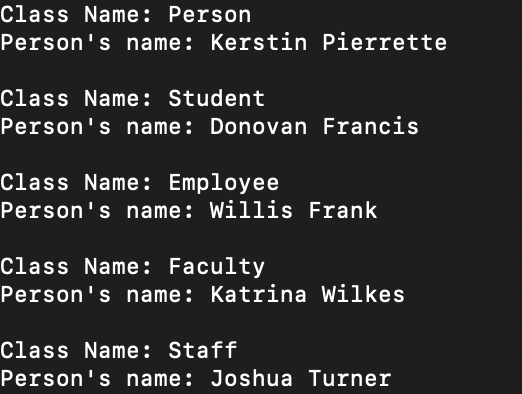 Class Name: Person
Person's name: Kerstin Pierrette
Class Name: Student
Person's name: Donovan Francis
Class Name: Employee
Person's name: Willis Frank
Class Name: Faculty
Person's name: Katrina Wilkes
Class Name: Staff
Person's name: Joshua Turner